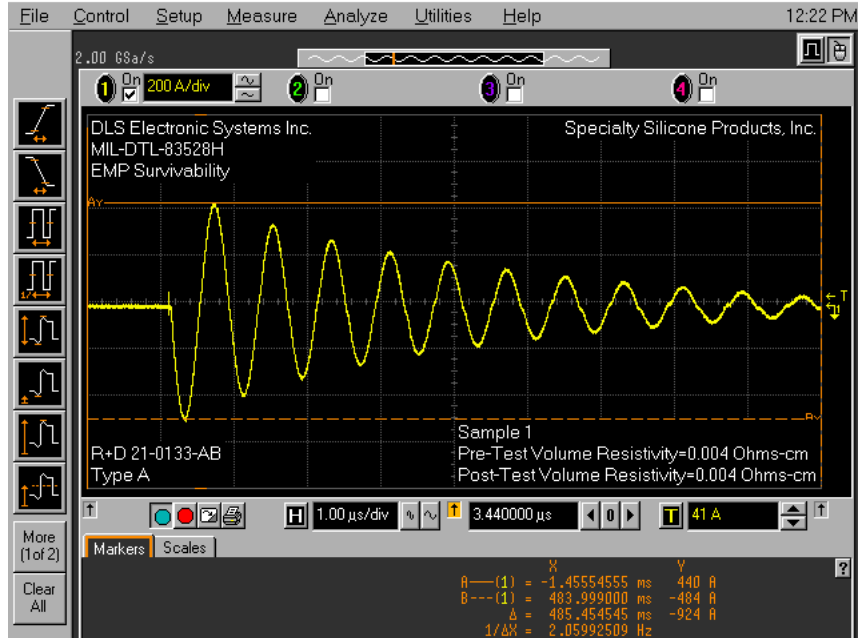 File Control Setup Measure Analyze Utilities Help 12:22 PM
2.00 GSa/s
1 On 200 A/div 2 On 3 On 4 On
DLS Electronic Systems Inc. Specialty Silicone Products, Inc.
MIL-DTL-83528H
EMP Survivability
Ay
T
1
By
Sample 1
R+D 21-0133-AB Pre-Test Volume Resistivity=0.004 Ohms-cm
Type A Post-Test Volume Resistivity=0.004 Ohms-cm
H 1.00 µs/div 3.440000 µs 0 T 41 A
More
(1of 2)
Clear
All
Markers Scales
X Y
A——(1) = -1.45554555 ms 440 A
B---(1) = 483.999000 ms -484 A
Δ = 485.454545 ms -924 A
1/ΔX = 2.05992509 Hz
?